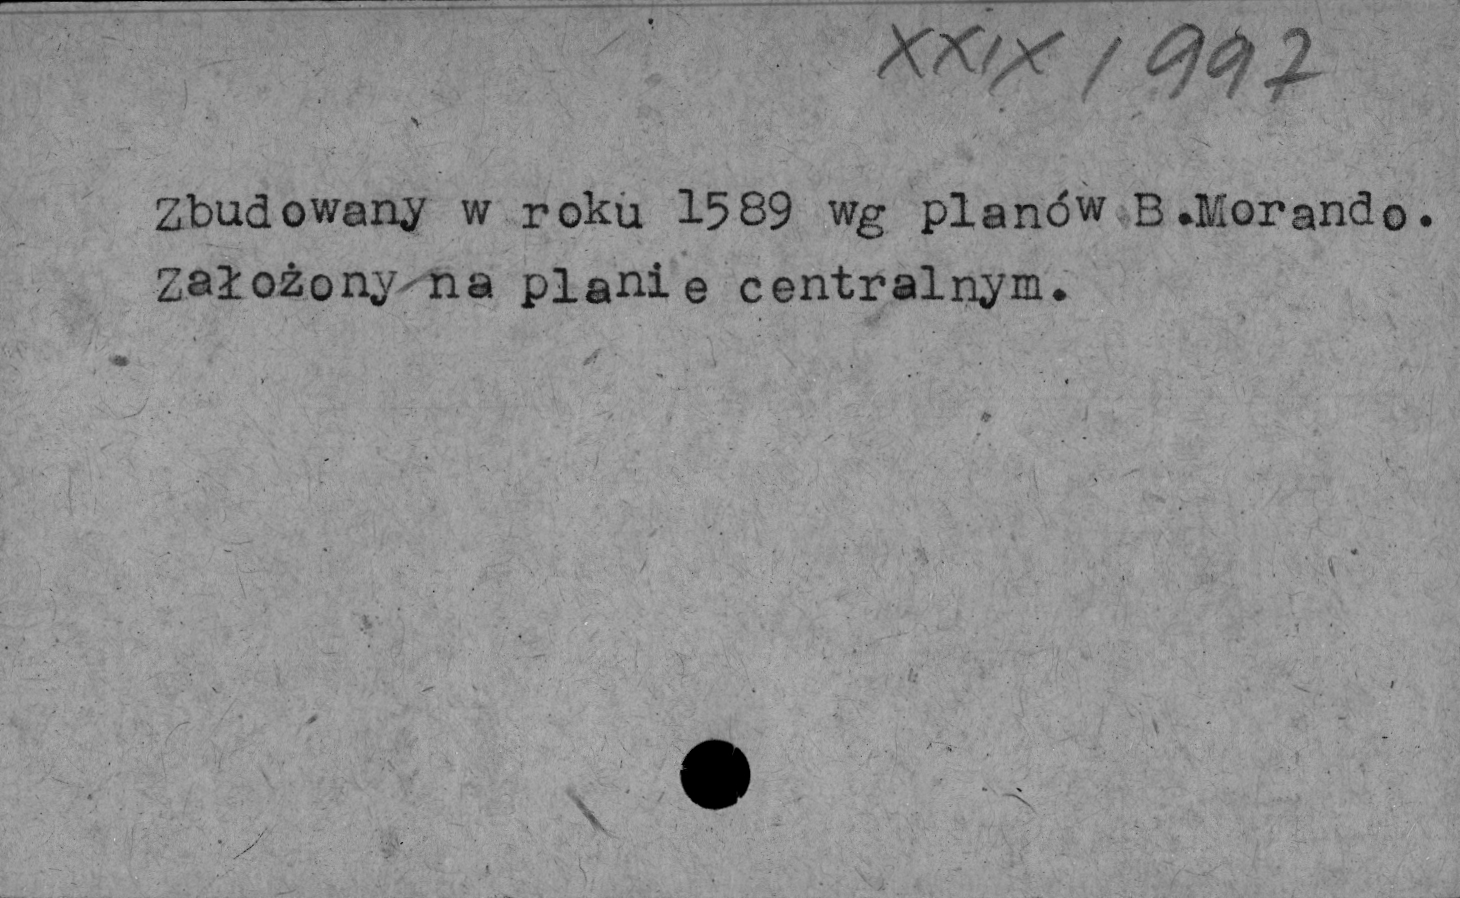 XXIX/997
Zbudowany w roku 1589 wg planów B.Morando.
Założony na planie centralnym.